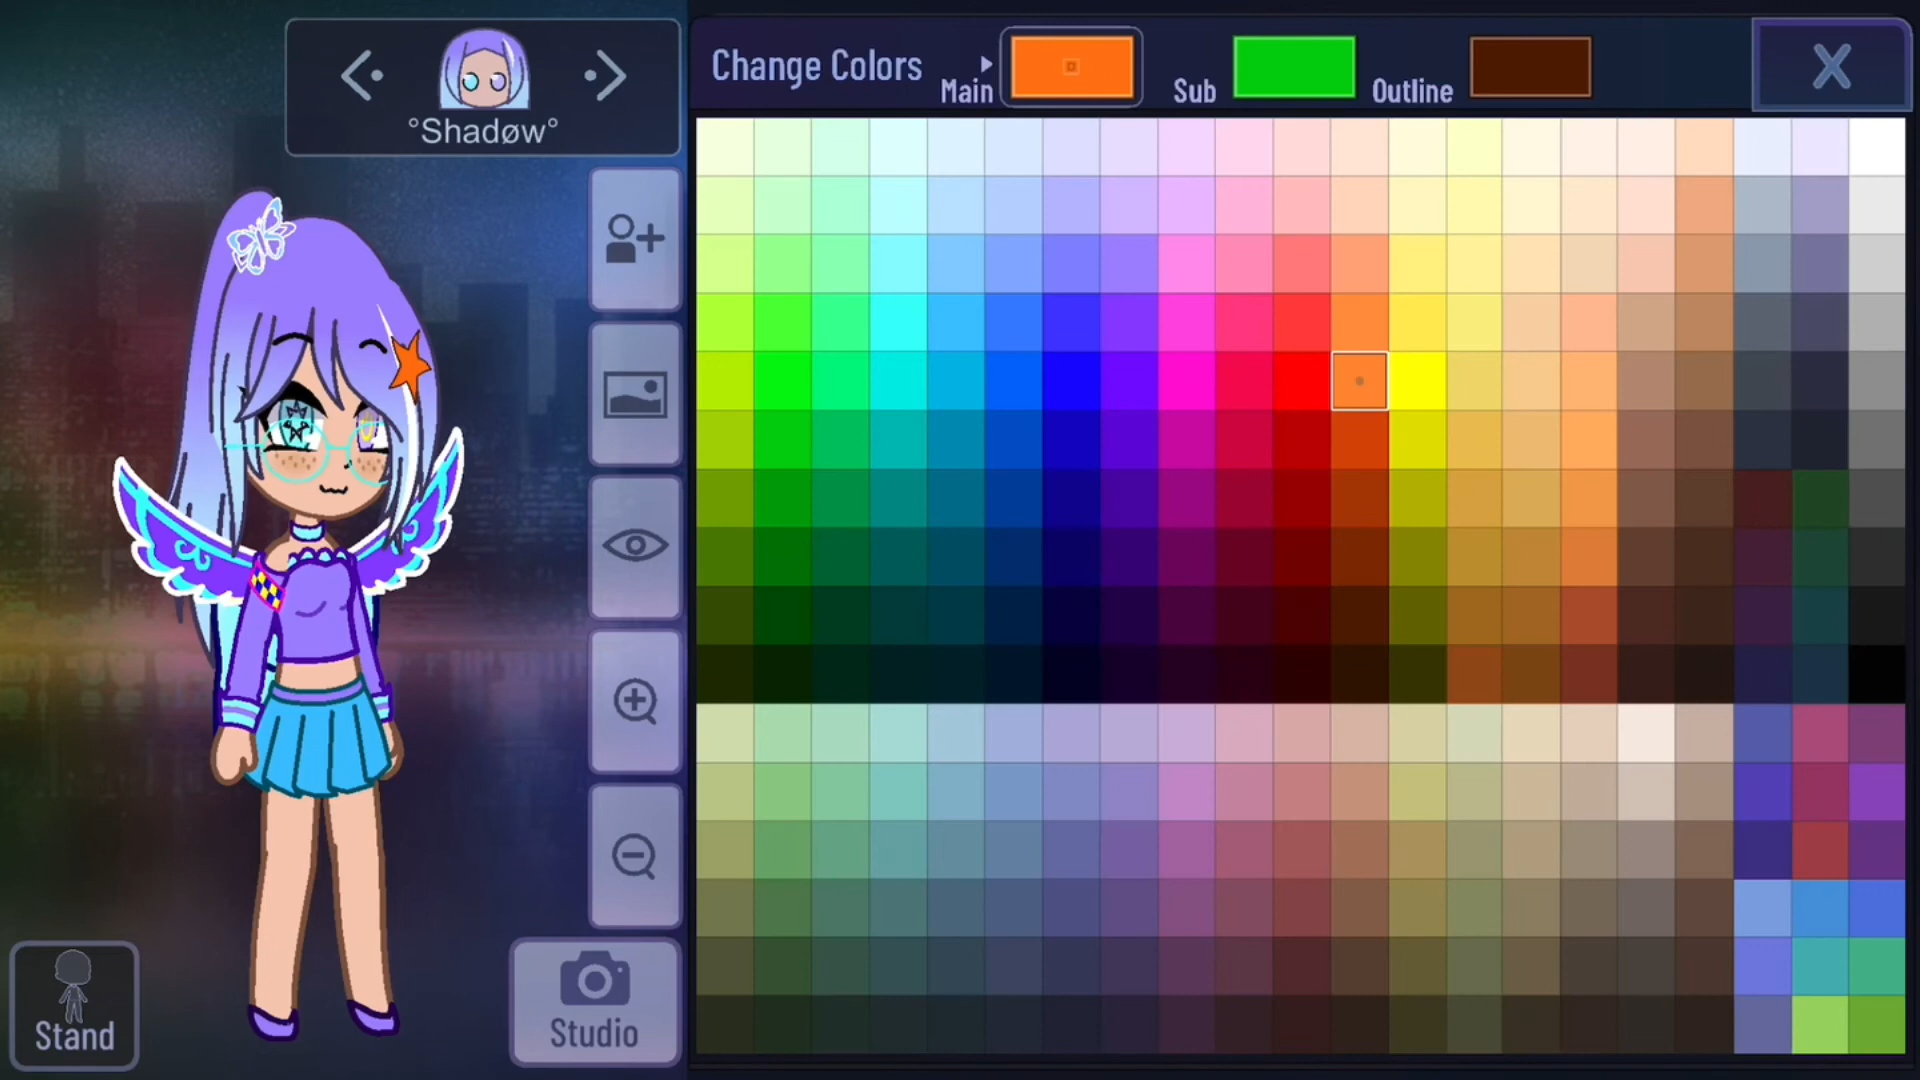 °Shadøw°
Change Colors
Main
Sub
Outline
X
Stand
Studio